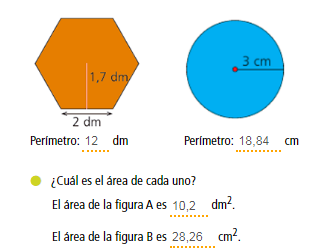 1,7 dm
3 cm
2 dm
Perímetro: 12 dm
Perímetro: 18,84 cm
¿Cuál es el área de cada uno?
El área de la figura A es 10,2 dm².
El área de la figura B es 28,26 cm².